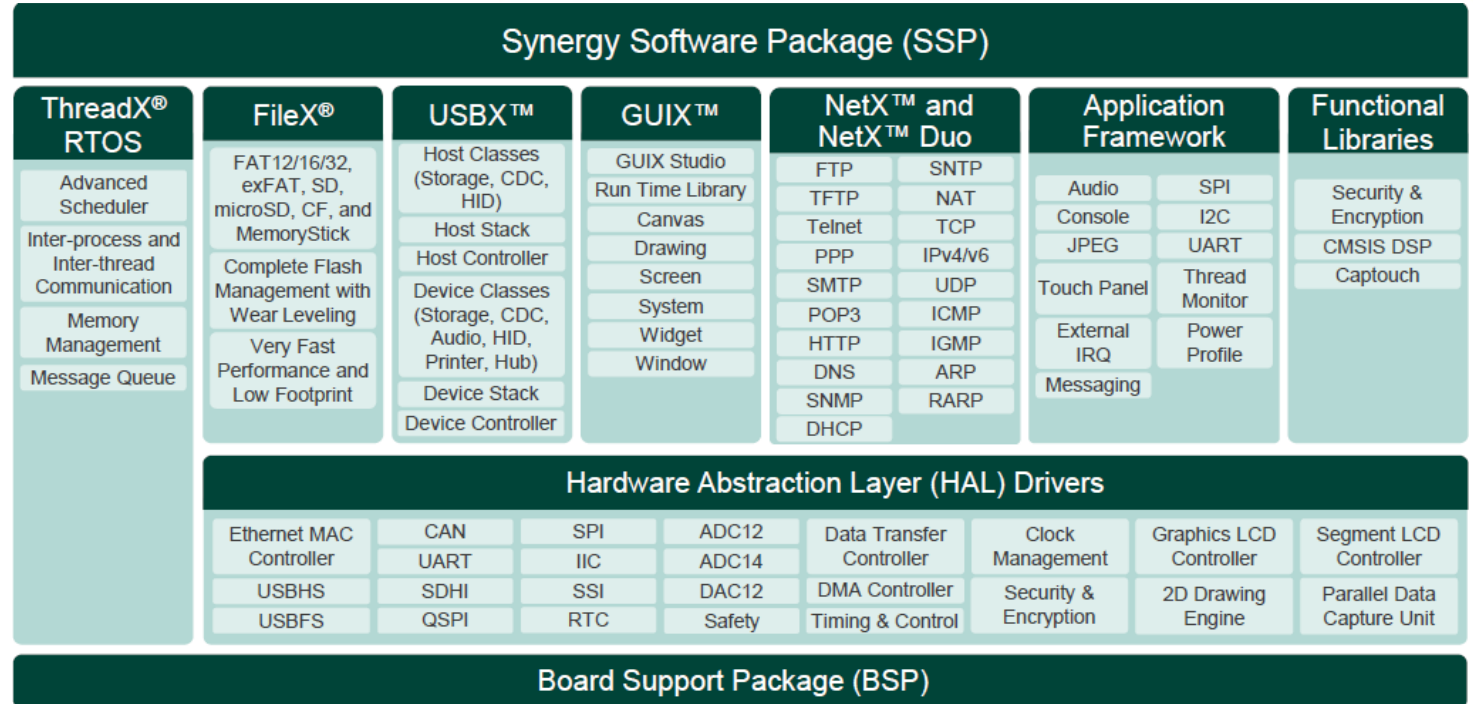 Synergy Software Package (SSP)
ThreadX®
RTOS
Advanced
Scheduler
Inter-process and
Inter-thread
Communication
Memory
Management
Message Queue
FileX®
FAT12/16/32,
exFAT, SD,
microSD, CF, and
MemoryStick
Complete Flash
Management with
Wear Leveling
Very Fast
Performance and
Low Footprint
USBX™
Host Classes
(Storage, CDC,
HID)
Host Stack
Host Controller
Device Classes
(Storage, CDC,
Audio, HID,
Printer, Hub)
Device Stack
Device Controller
GUIX™
GUIX Studio
Run Time Library
Canvas
Drawing
Screen
System
Widget
Window
NetX™ and
NetX™ Duo
FTP
TFTP
Telnet
PPP
SMTP
POP3
HTTP
DNS
SNMP
DHCP
SNTP
NAT
TCP
IPv4/v6
UDP
ICMP
IGMP
ARP
RARP
Application
Framework
Audio
Console
JPEG
Touch Panel
External
IRQ
Messaging
SPI
I2C
UART
Thread
Monitor
Power
Profile
Functional
Libraries
Security &
Encryption
CMSIS DSP
Captouch
Hardware Abstraction Layer (HAL) Drivers
Ethernet MAC
Controller
USBHS
USBFS
CAN
UART
SDHI
QSPI
SPI
IIC
SSI
RTC
ADC12
ADC14
DAC12
Safety
Data Transfer
Controller
DMA Controller
Timing & Control
Clock
Management
Security &
Encryption
Graphics LCD
Controller
2D Drawing
Engine
Segment LCD
Controller
Parallel Data
Capture Unit
Board Support Package (BSP)